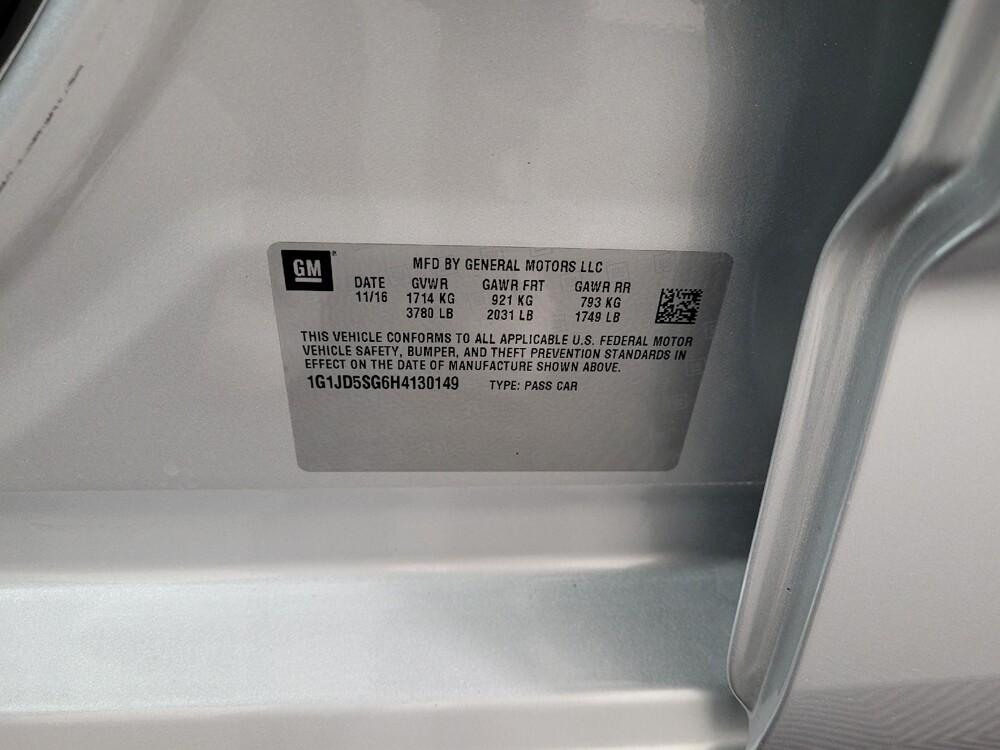 GM
MFD BY GENERAL MOTORS LLC
DATE GVWR GAWR FRT GAWR RR
11/16 1714 KG 921 KG 793 KG
3780 LB 2031 LB 1749 LB
THIS VEHICLE CONFORMS TO ALL APPLICABLE U.S. FEDERAL MOTOR
VEHICLE SAFETY, BUMPER, AND THEFT PREVENTION STANDARDS IN
EFFECT ON THE DATE OF MANUFACTURE SHOWN ABOVE.
1G1JD5SG6H4130149 TYPE: PASS CAR